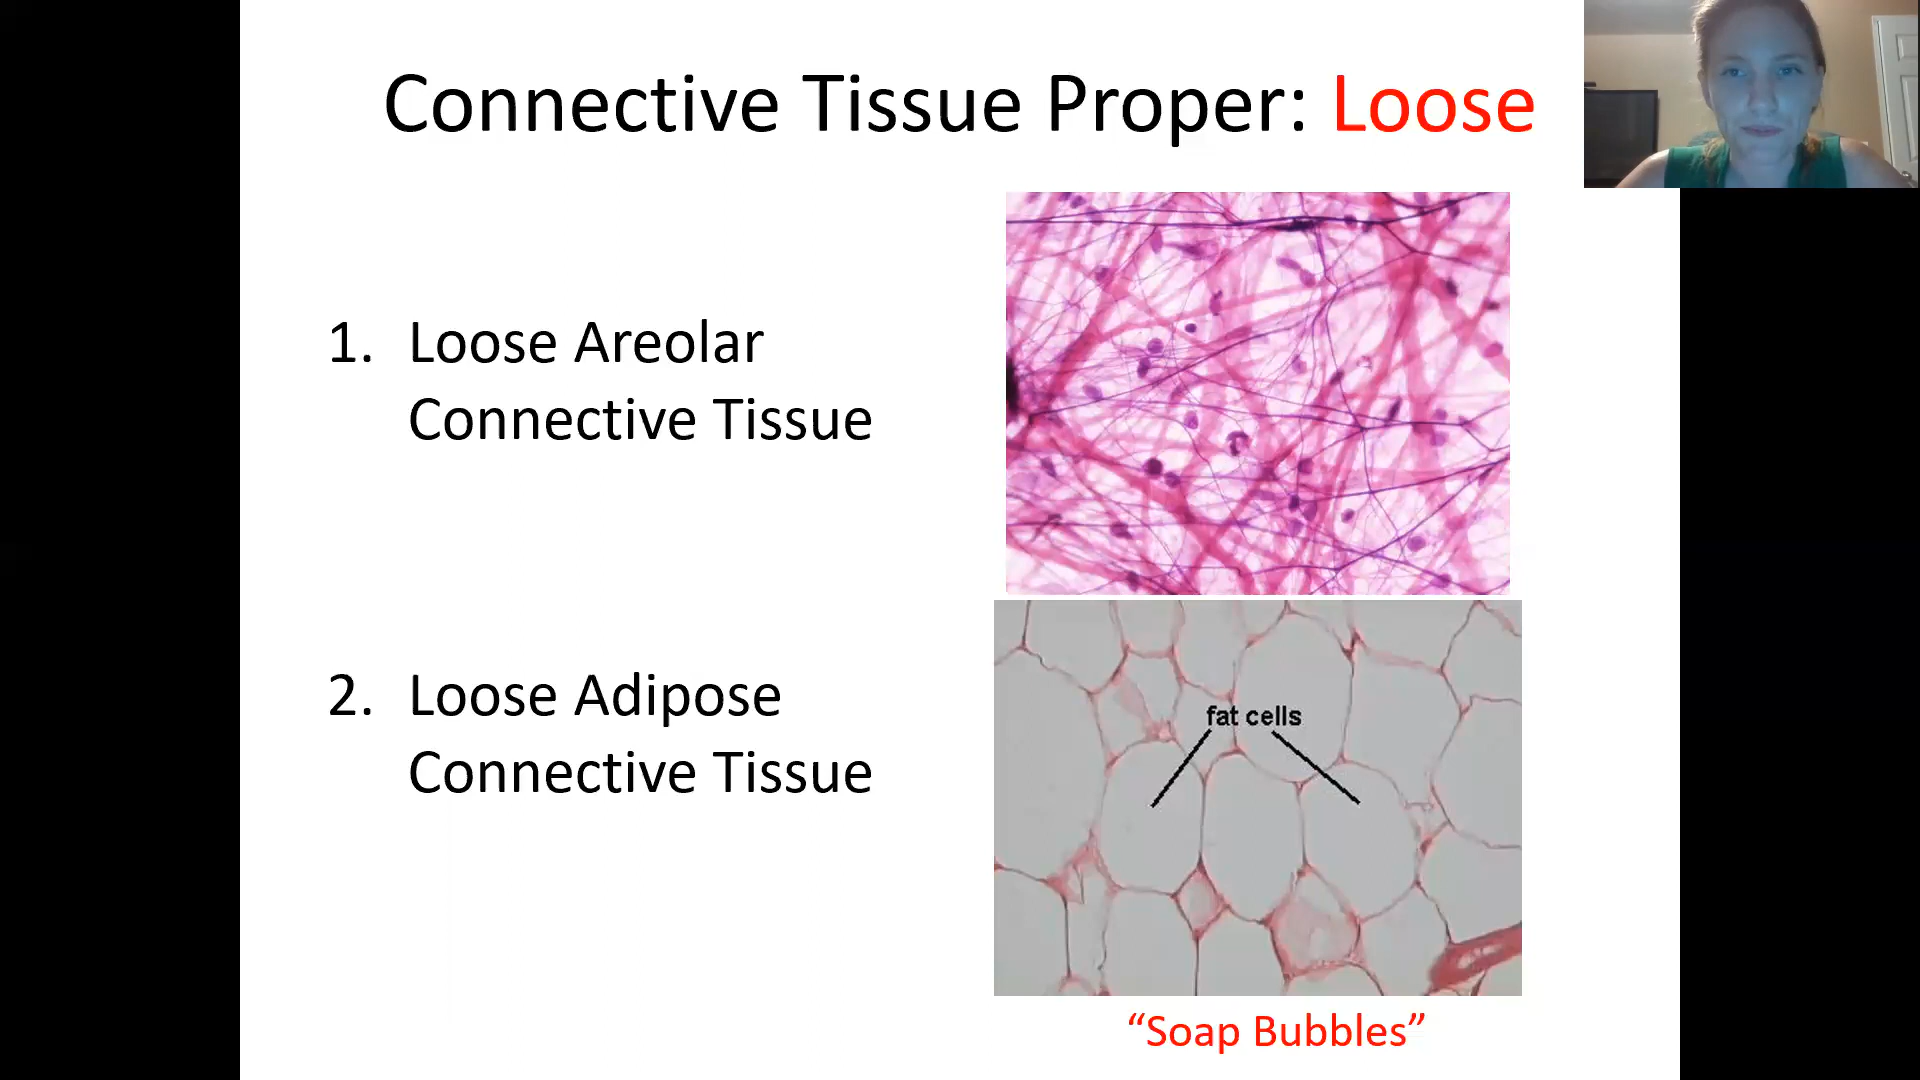 Connective Tissue Proper: Loose
1. Loose Areolar
Connective Tissue
2. Loose Adipose
Connective Tissue
fat cells
“Soap Bubbles”